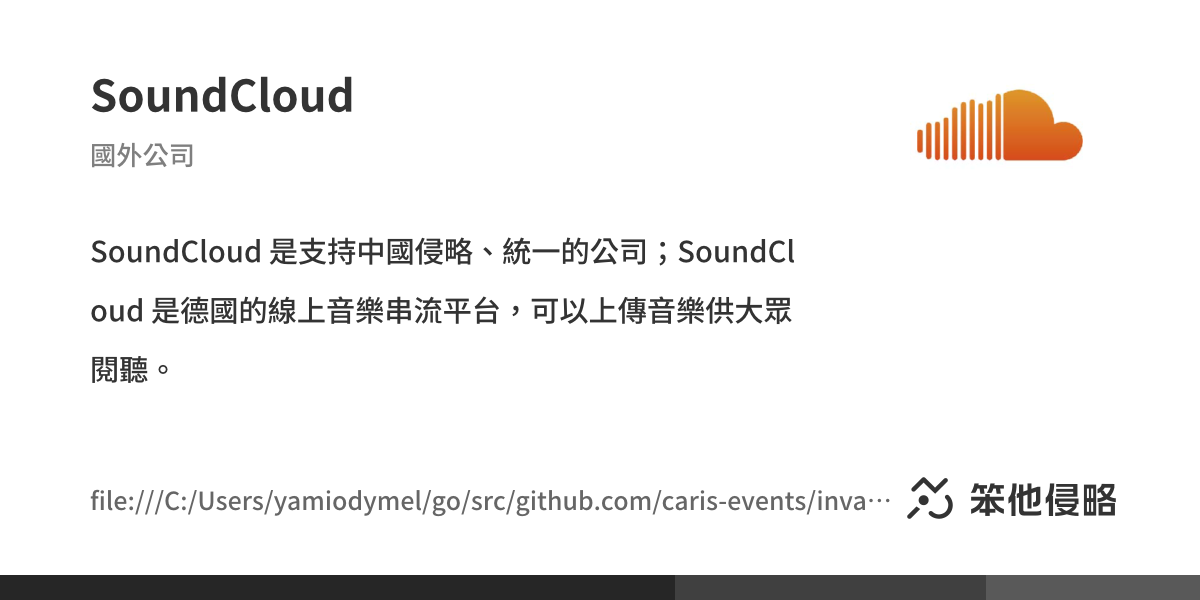 SoundCloud
國外公司
SoundCloud 是支持中國侵略、統一的公司；SoundCl
oud 是德國的線上音樂串流平台，可以上傳音樂供大眾
閱聽。
file:///C:/Users/yamiodymel/go/src/github.com/caris-events/inva…
笨他侵略